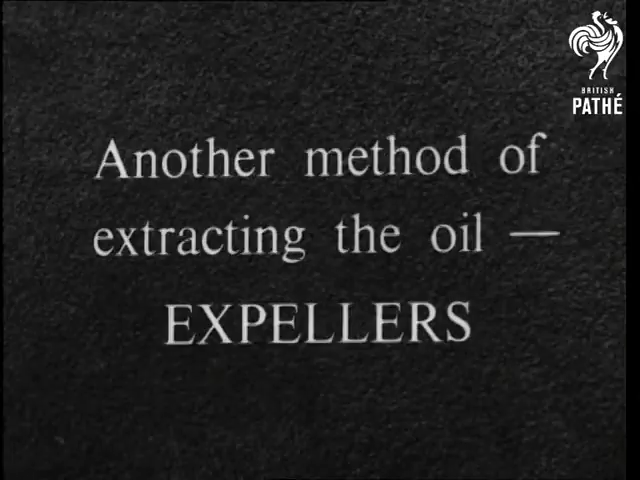 BRITISH
PATHÉ
Another method of
extracting the oil —
EXPELLERS